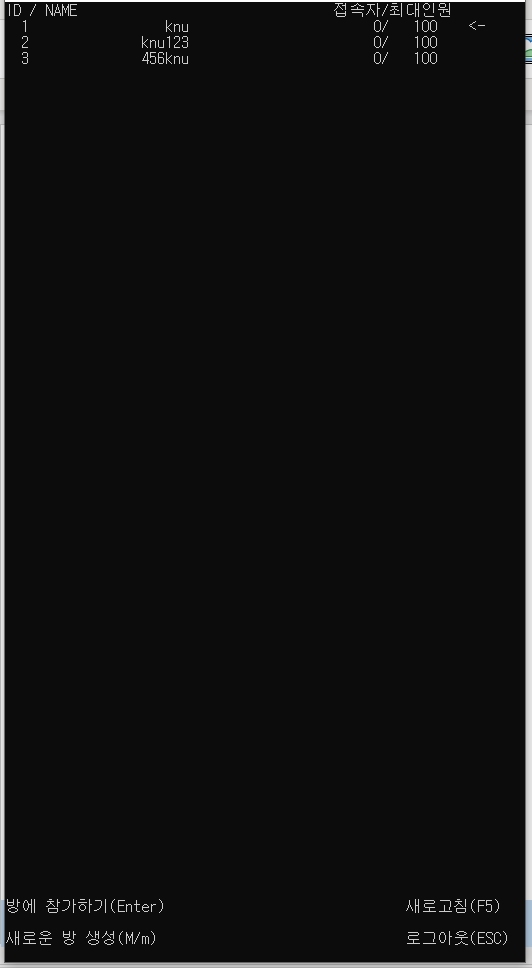 ID / NAME 접속자/최대인원
1 knu 0/ 100 <-
2 knu123 0/ 100
3 456knu 0/ 100
방에 참가하기(Enter) 새로고침(F5)
새로운 방 생성(M/m) 로그아웃(ESC)